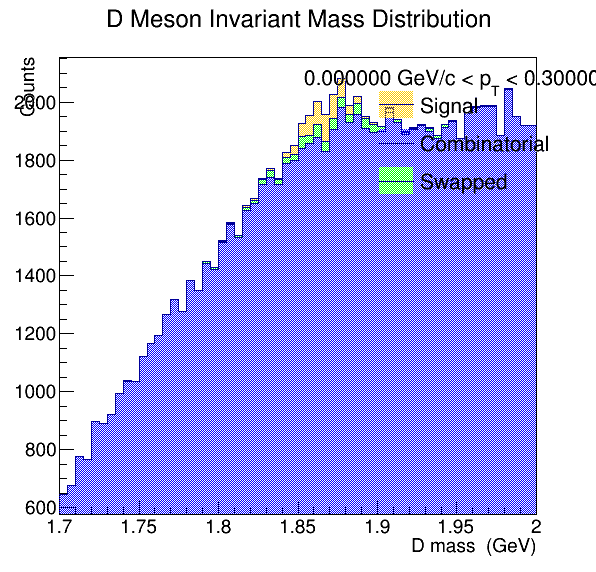 D Meson Invariant Mass Distribution
Counts
0.000000 GeV/c < pT < 0.30000
Signal
Combinatorial
Swapped
2000
1800
1600
1400
1200
1000
800
600
1.7 1.75 1.8 1.85 1.9 1.95 2
D mass (GeV)